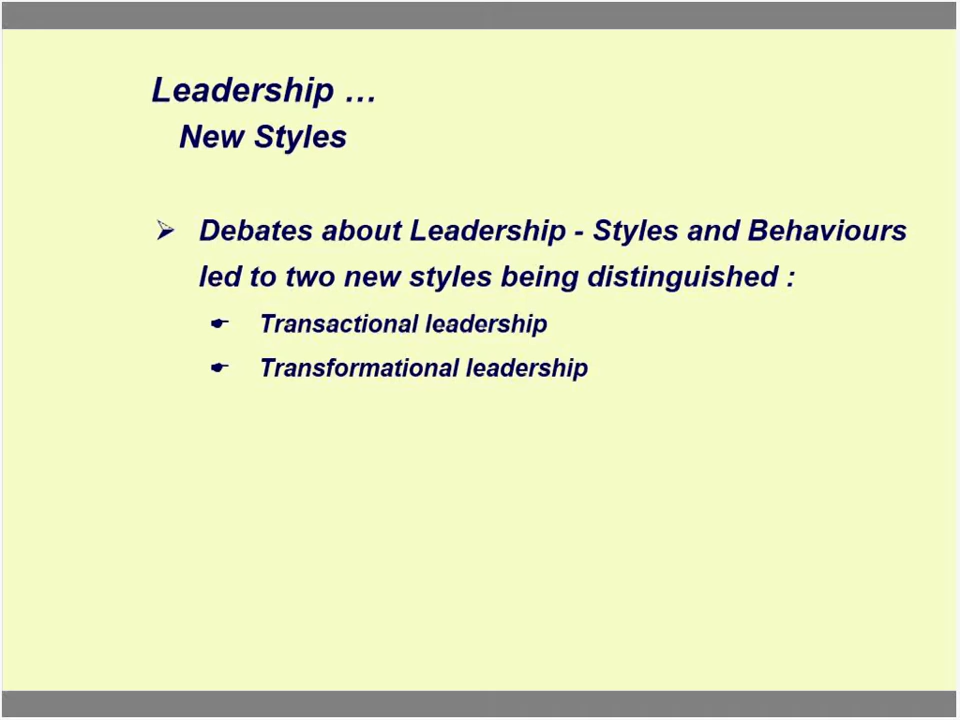 Leadership …
New Styles
➢ Debates about Leadership - Styles and Behaviours
led to two new styles being distinguished :
☛ Transactional leadership
☛ Transformational leadership